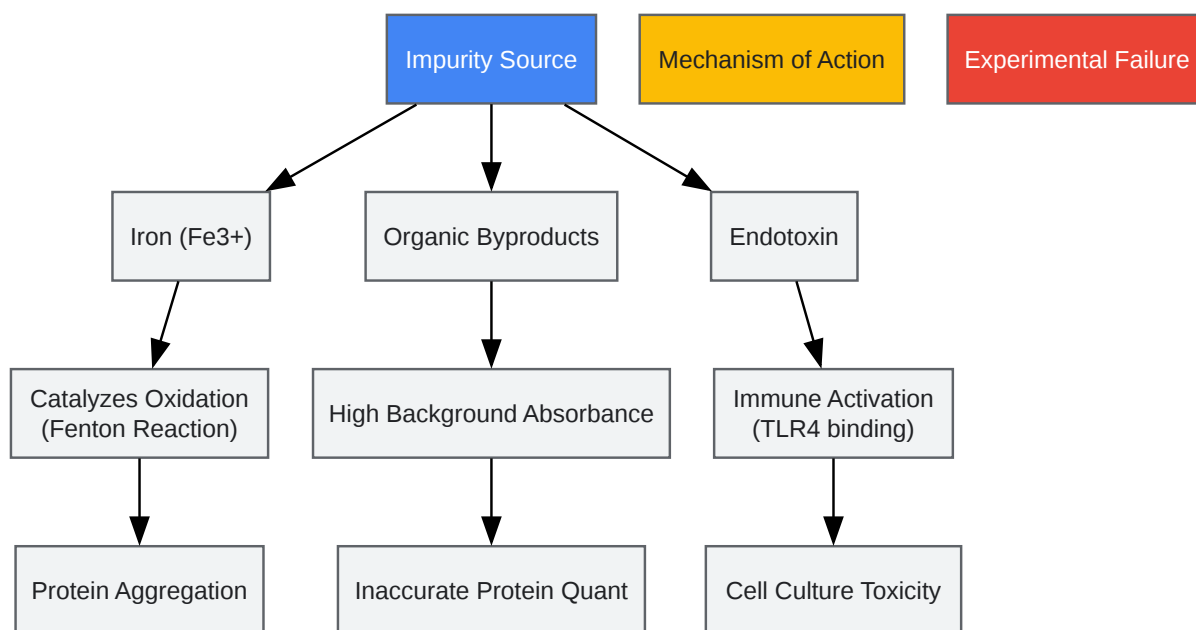 Impurity Source
Mechanism of Action
Experimental Failure
Iron (Fe3+)
Organic Byproducts
Endotoxin
Catalyzes Oxidation
(Fenton Reaction)
High Background Absorbance
Immune Activation
(TLR4 binding)
Protein Aggregation
Inaccurate Protein Quant
Cell Culture Toxicity